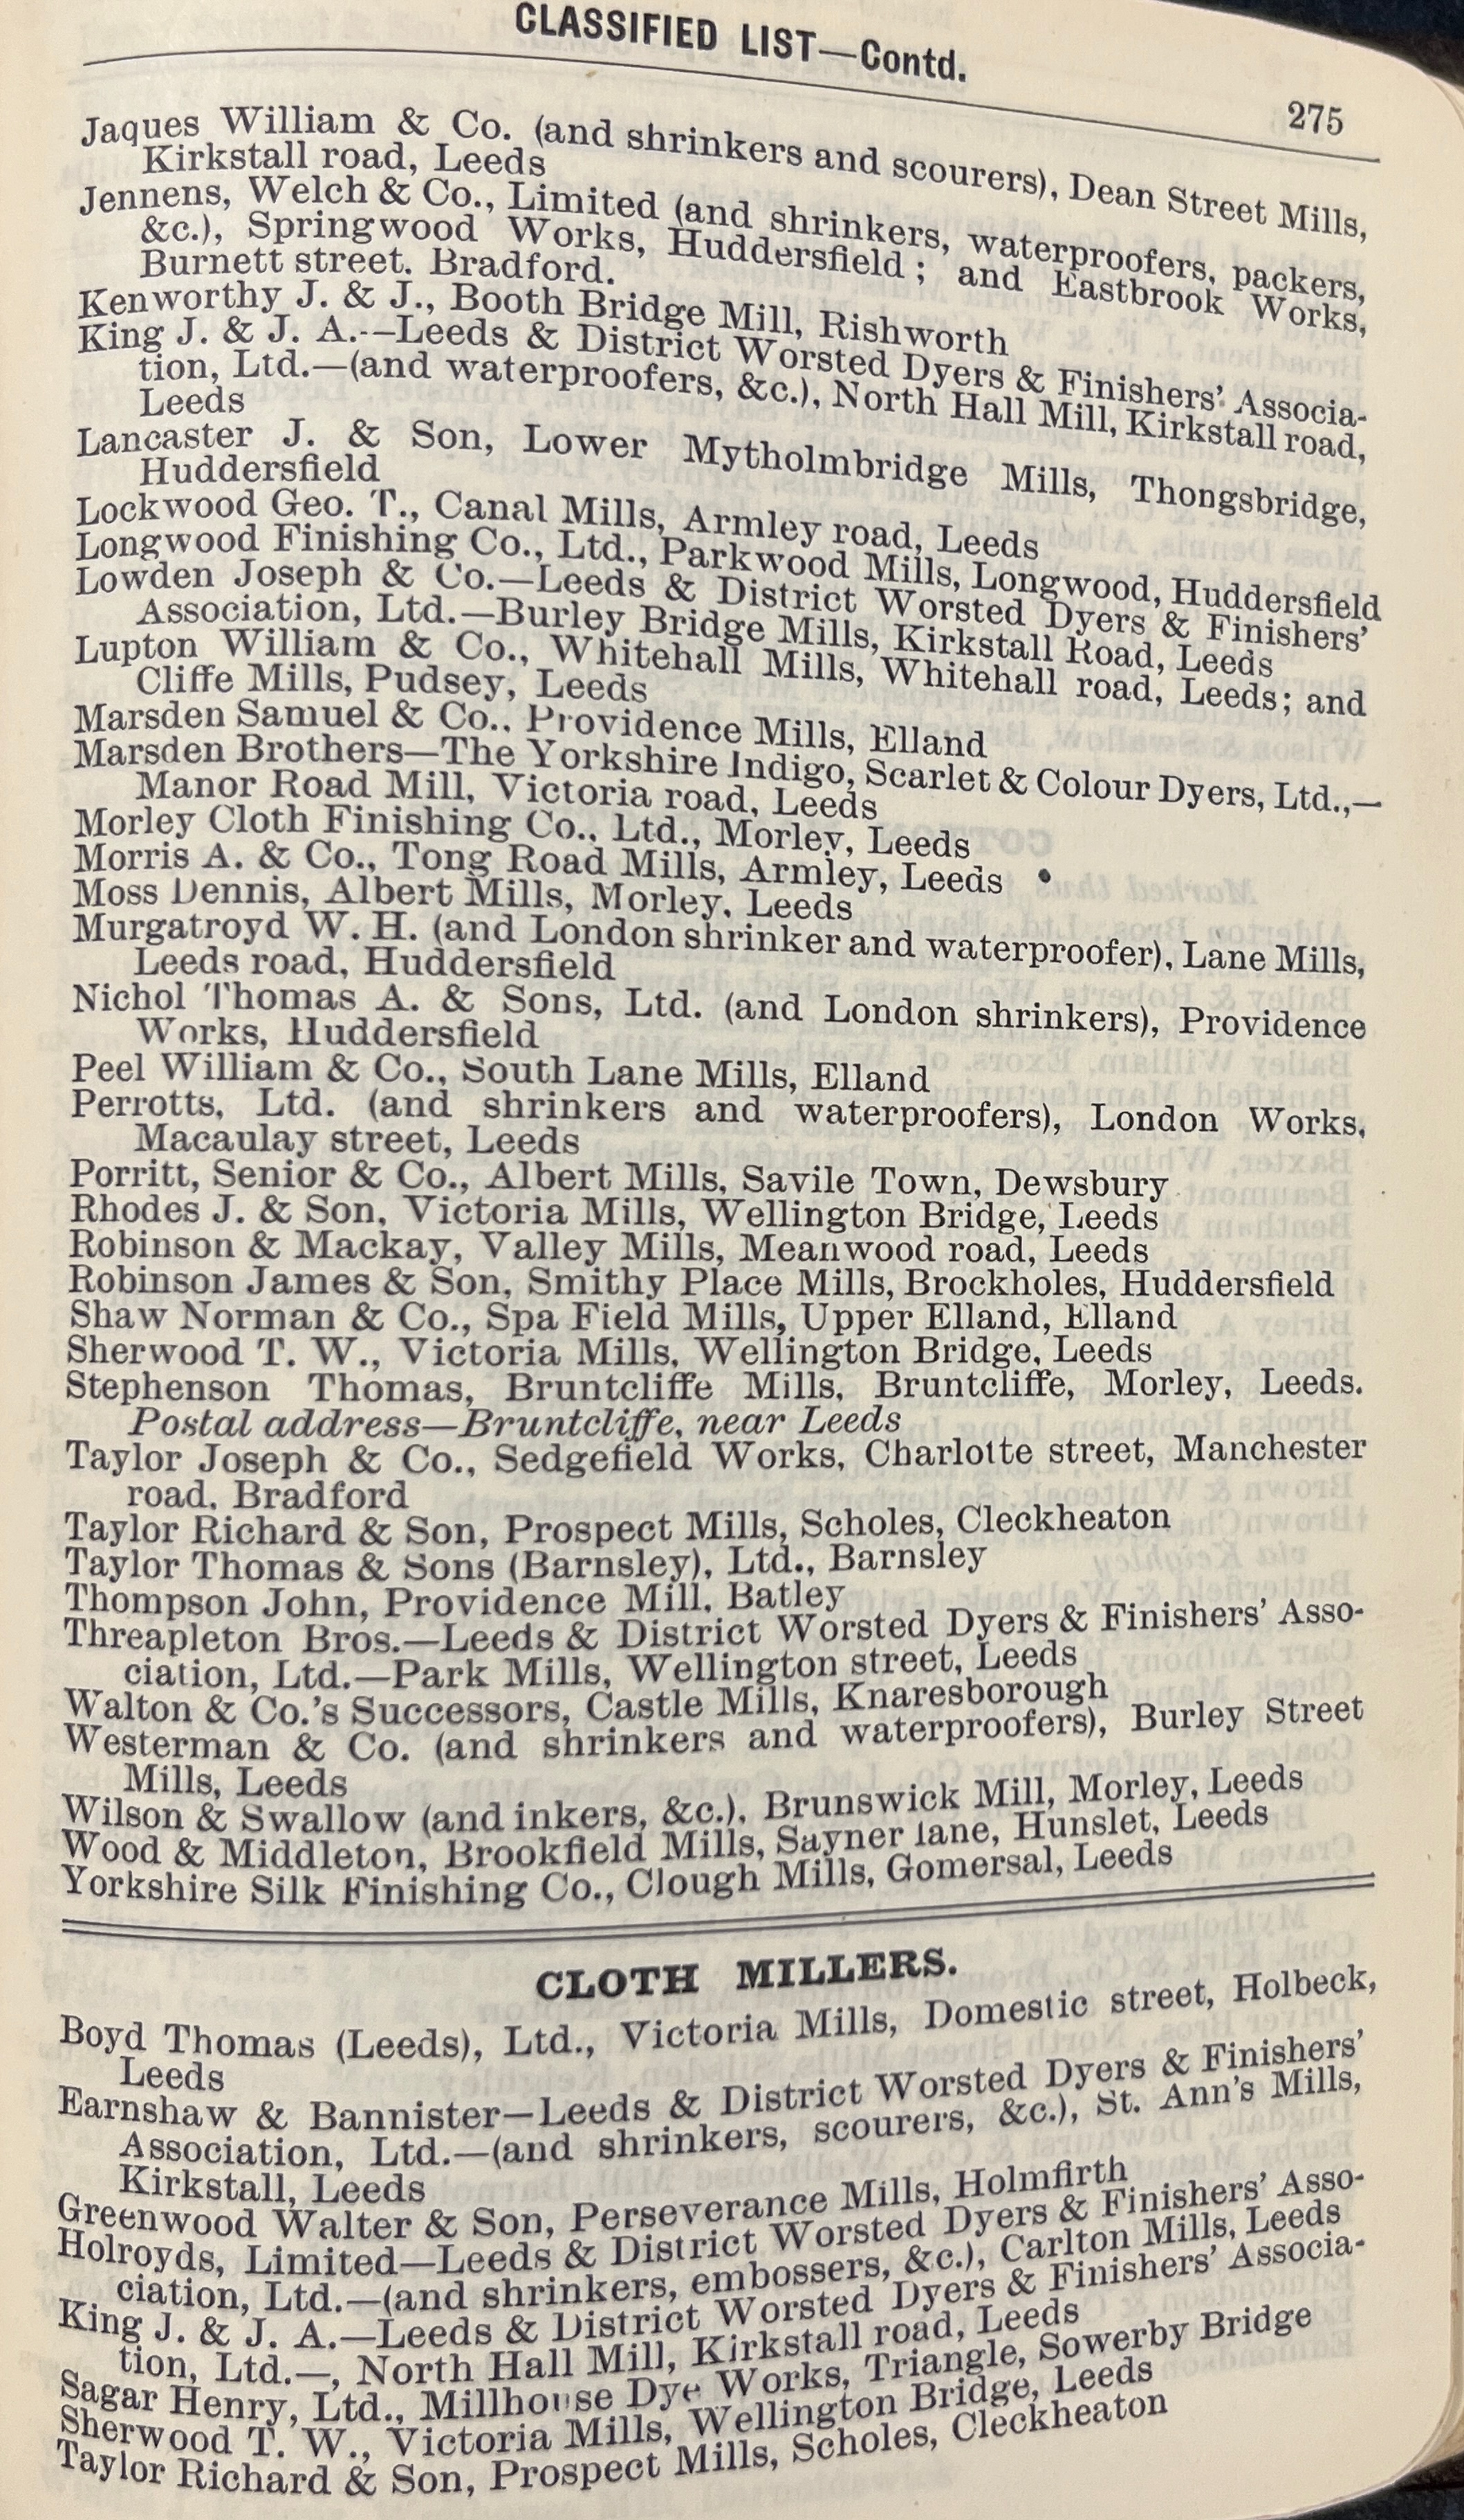 CLASSIFIED LIST—Contd.
275
Jaques William & Co. (and shrinkers and scourers), Dean Street Mills,
Kirkstall road, Leeds
Jennens, Welch & Co., Limited (and shrinkers, waterproofers, packers,
&c.), Springwood Works, Huddersfield; and Eastbrook Works,
Burnett street. Bradford.
Kenworthy J. & J., Booth Bridge Mill, Rishworth
King J. & J. A.--Leeds & District Worsted Dyers & Finishers' Associa-
tion, Ltd.—(and waterproofers, &c.), North Hall Mill, Kirkstall road,
Leeds
Lancaster J. & Son, Lower Mytholmbridge Mills, Thongsbridge,
Huddersfield
Lockwood Geo. T., Canal Mills, Armley road, Leeds
Longwood Finishing Co., Ltd., Parkwood Mills, Longwood, Huddersfield
Lowden Joseph & Co.—Leeds & District Worsted Dyers & Finishers'
Association, Ltd.—Burley Bridge Mills, Kirkstall Road, Leeds
Lupton William & Co., Whitehall Mills, Whitehall road, Leeds; and
Cliffe Mills, Pudsey, Leeds
Marsden Samuel & Co.. Providence Mills, Elland
Marsden Brothers—The Yorkshire Indigo, Scarlet & Colour Dyers, Ltd.,—
Manor Road Mill, Victoria road, Leeds
Morley Cloth Finishing Co., Ltd., Morley, Leeds
Morris A. & Co., Tong Road Mills, Armley, Leeds
Moss Dennis, Albert Mills, Morley, Leeds
Murgatroyd W. H. (and London shrinker and waterproofer), Lane Mills,
Leeds road, Huddersfield
Nichol Thomas A. & Sons, Ltd. (and London shrinkers), Providence
Works, Huddersfield
Peel William & Co., South Lane Mills, Elland
Perrotts, Ltd. (and shrinkers and waterproofers), London Works,
Macaulay street, Leeds
Porritt, Senior & Co., Albert Mills, Savile Town, Dewsbury
Rhodes J. & Son, Victoria Mills, Wellington Bridge, Leeds
Robinson & Mackay, Valley Mills, Meanwood road, Leeds
Robinson James & Son, Smithy Place Mills, Brockholes, Huddersfield
Shaw Norman & Co., Spa Field Mills, Upper Elland, Elland
Sherwood T. W., Victoria Mills, Wellington Bridge, Leeds
Stephenson Thomas, Bruntcliffe Mills, Bruntcliffe, Morley, Leeds.
Postal address—Bruntcliffe, near Leeds
Taylor Joseph & Co., Sedgefield Works, Charlotte street, Manchester
road, Bradford
Taylor Richard & Son, Prospect Mills, Scholes, Cleckheaton
Taylor Thomas & Sons (Barnsley), Ltd., Barnsley
Thompson John, Providence Mill, Batley
Threapleton Bros.—Leeds & District Worsted Dyers & Finishers' Asso-
ciation, Ltd.—Park Mills, Wellington street, Leeds
Walton & Co.'s Successors, Castle Mills, Knaresborough
Westerman & Co. (and shrinkers and waterproofers), Burley Street
Mills, Leeds
Wilson & Swallow (and inkers, &c.), Brunswick Mill, Morley, Leeds
Wood & Middleton, Brookfield Mills, Sayner lane, Hunslet, Leeds
Yorkshire Silk Finishing Co., Clough Mills, Gomersal, Leeds
CLOTH MILLERS.
Boyd Thomas (Leeds), Ltd., Victoria Mills, Domestic street, Holbeck,
Leeds
Earnshaw & Bannister—Leeds & District Worsted Dyers & Finishers'
Association, Ltd.—(and shrinkers, scourers, &c.), St. Ann's Mills,
Kirkstall, Leeds
Greenwood Walter & Son, Perseverance Mills, Holmfirth
Holroyds, Limited—Leeds & District Worsted Dyers & Finishers' Asso-
ciation, Ltd.—(and shrinkers, embossers, &c.), Carlton Mills, Leeds
King J. & J. A.—Leeds & District Worsted Dyers & Finishers' Associa-
tion, Ltd.—, North Hall Mill, Kirkstall road, Leeds
Sagar Henry, Ltd., Millhouse Dye Works, Triangle, Sowerby Bridge
Sherwood T. W., Victoria Mills, Wellington Bridge, Leeds
Taylor Richard & Son, Prospect Mills, Scholes, Cleckheaton